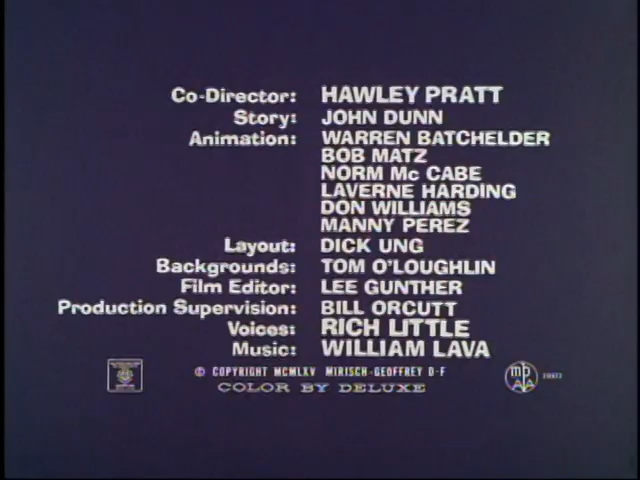 Co-Director: HAWLEY PRATT
Story: JOHN DUNN
Animation: WARREN BATCHELDER
BOB MATZ
NORM Mc CABE
LAVERNE HARDING
DON WILLIAMS
MANNY PEREZ
Layout: DICK UNG
Backgrounds: TOM O'LOUGHLIN
Film Editor: LEE GUNTHER
Production Supervision: BILL ORCUTT
Voices: RICH LITTLE
Music: WILLIAM LAVA
© COPYRIGHT MCMLXV MIRISCH-GEOFFREY D-F
COLOR BY DELUXE